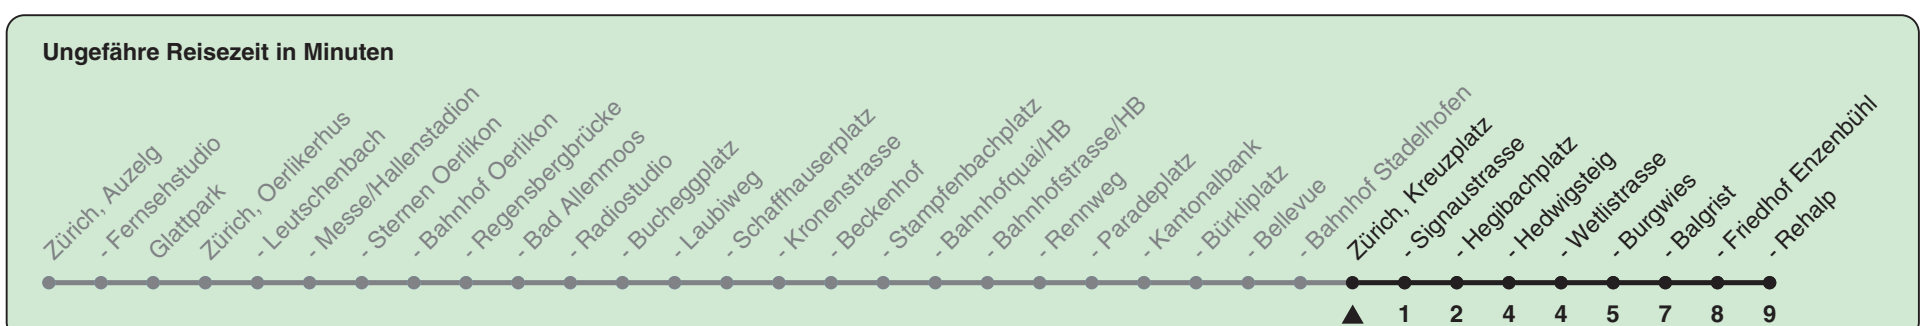 Ungefähre Reisezeit in Minuten
Zürich, Auzelg
- Fernsehstudio
Glattpark
Zürich, Oerlikerhus
- Leutschenbach
- Messe/Hallenstadion
- Sternen Oerlikon
- Bahnhof Oerlikon
- Regensbergbrücke
- Bad Allenmoos
- Radiostudio
- Bucheggplatz
- Laubiweg
- Schaffhauserplatz
- Kronenstrasse
- Beckenhof
- Stampfenbachplatz
- Bahnhofquai/HB
- Bahnhofstrasse/HB
- Rennweg
- Paradeplatz
- Kantonalbank
- Bürkliplatz
- Bellevue
- Bahnhof Stadelhofen
Zürich, Kreuzplatz
- Signaustrasse
- Hegibachplatz
- Hedwigsteig
- Wetlistrasse
- Burgwies
- Balgrist
- Friedhof Enzenbühl
- Rehalp
1 2 4 4 5 7 8 9